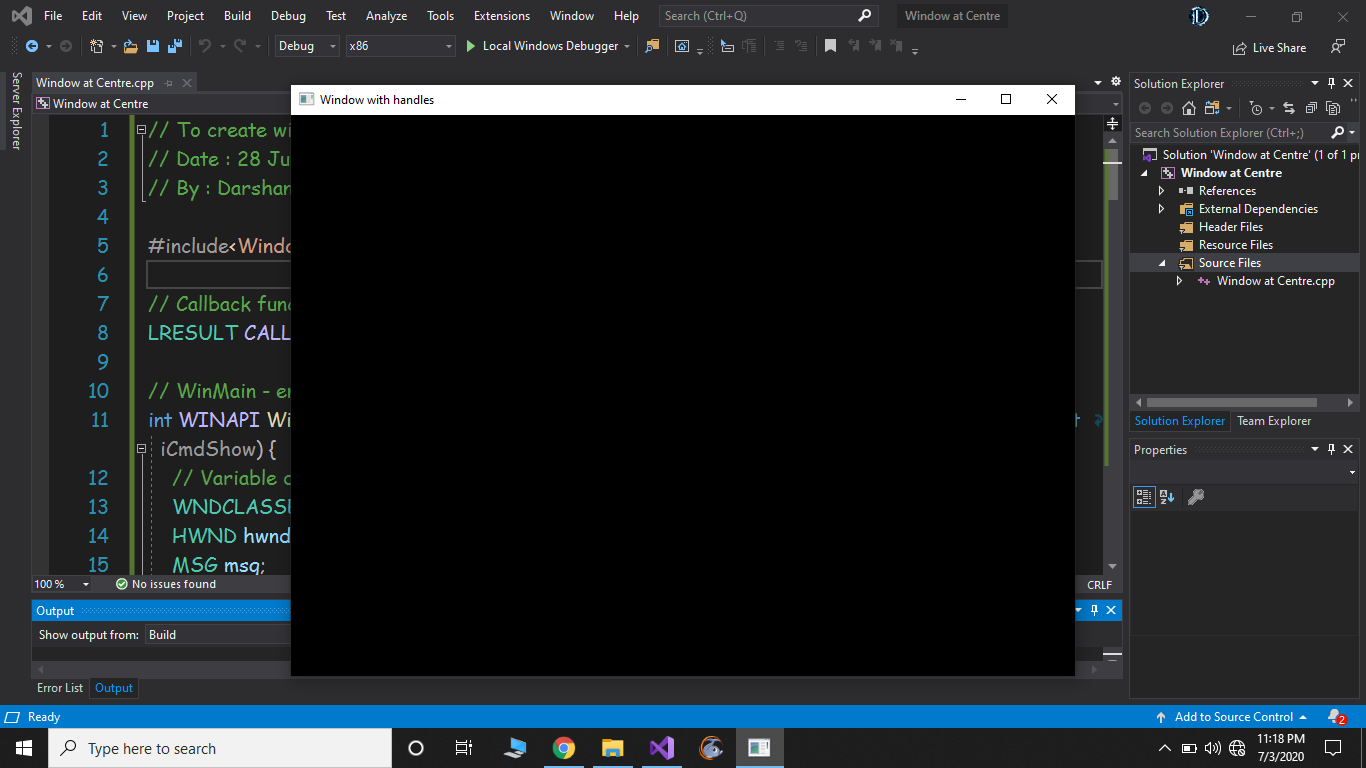 File Edit View Project Build Debug Test Analyze Tools Extensions Window Help Search (Ctrl+Q) Window at Centre
Debug x86 Local Windows Debugger Live Share
Server Explorer
Window at Centre.cpp
Window at Centre
Window with handles
1 // To create wi
2 // Date : 28 Ju
3 // By : Darshan
4
5 #include<Windo
6
7 // Callback fun
8 LRESULT CALL
9
10 // WinMain - en
11 int WINAPI Wi t
iCmdShow) {
12 // Variable d
13 WNDCLASSE
14 HWND hwnd
15 MSG msg;
100 % No issues found CRLF
Output
Show output from: Build
Error List Output
Solution Explorer
Search Solution Explorer (Ctrl+;)
Solution 'Window at Centre' (1 of 1 pr
Window at Centre
References
External Dependencies
Header Files
Resource Files
Source Files
Window at Centre.cpp
Solution Explorer Team Explorer
Properties
Ready Add to Source Control 2
Type here to search
11:18 PM
7/3/2020